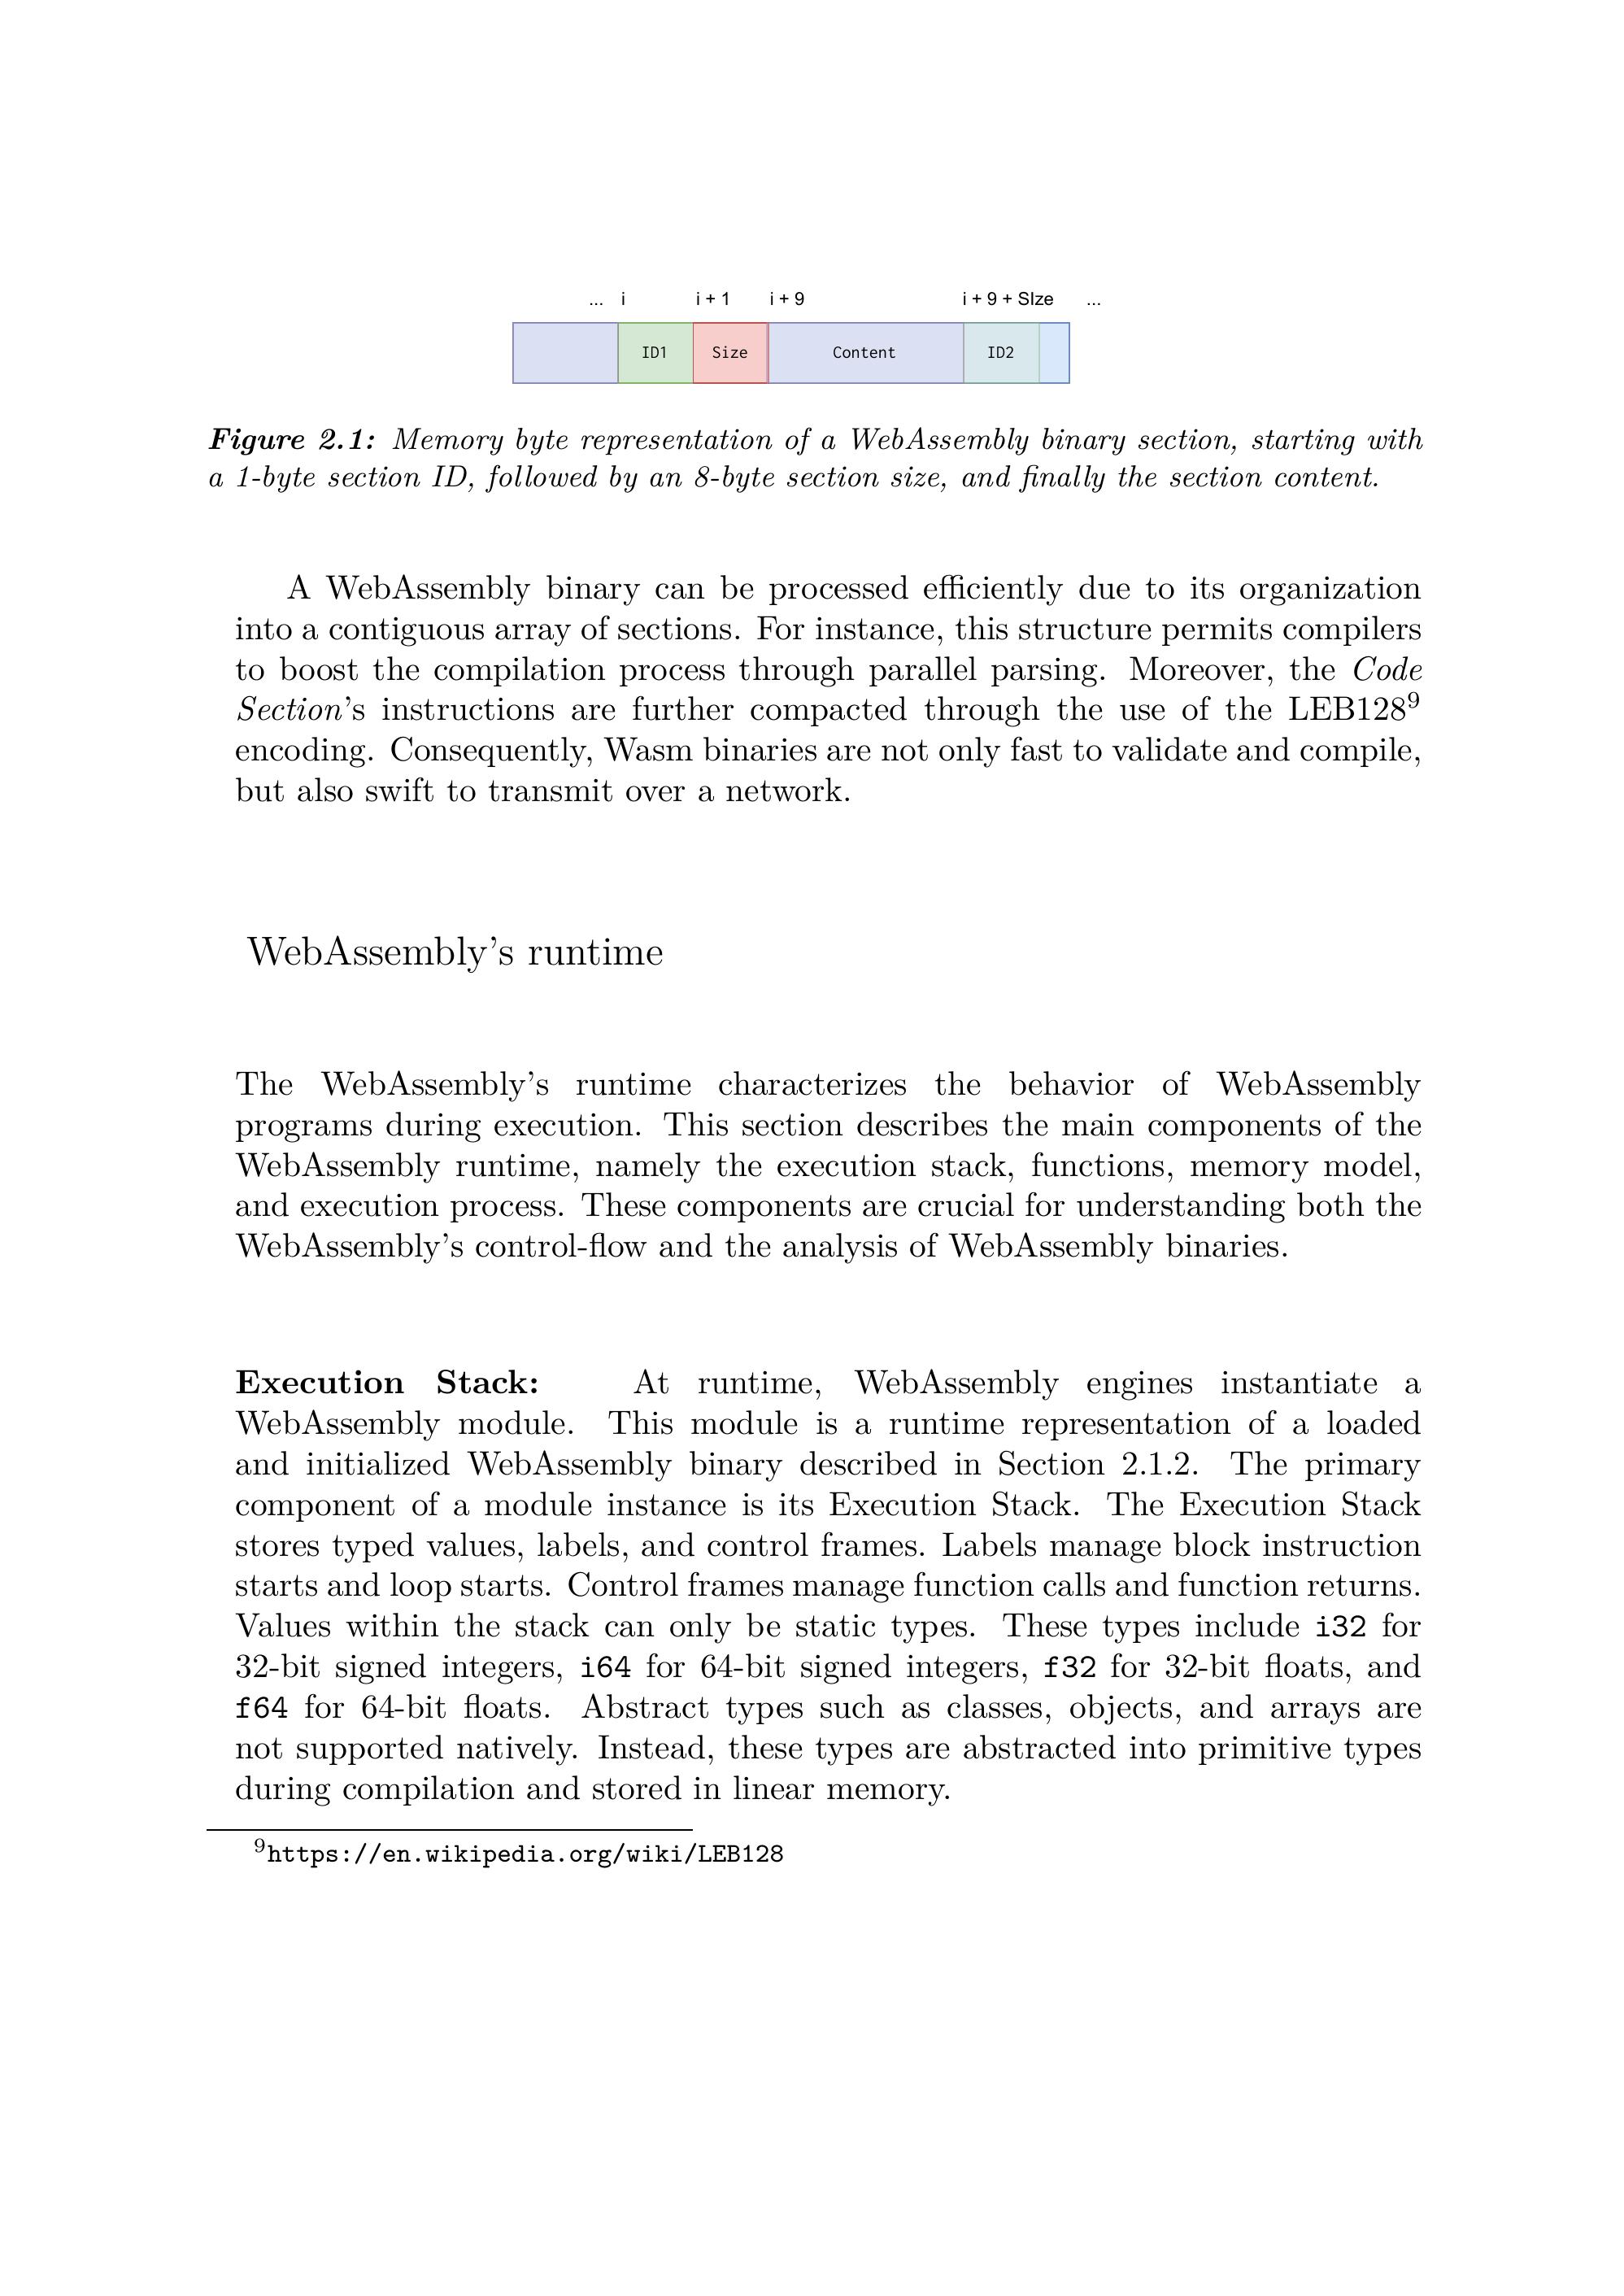 ... i i + 1 i + 9 i + 9 + SIze ...
ID1 Size Content ID2
Figure 2.1: Memory byte representation of a WebAssembly binary section, starting with
a 1-byte section ID, followed by an 8-byte section size, and finally the section content.
A WebAssembly binary can be processed efficiently due to its organization
into a contiguous array of sections. For instance, this structure permits compilers
to boost the compilation process through parallel parsing. Moreover, the Code
Section's instructions are further compacted through the use of the LEB128⁹
encoding. Consequently, Wasm binaries are not only fast to validate and compile,
but also swift to transmit over a network.
WebAssembly's runtime
The WebAssembly's runtime characterizes the behavior of WebAssembly
programs during execution. This section describes the main components of the
WebAssembly runtime, namely the execution stack, functions, memory model,
and execution process. These components are crucial for understanding both the
WebAssembly's control-flow and the analysis of WebAssembly binaries.
Execution Stack: At runtime, WebAssembly engines instantiate a
WebAssembly module. This module is a runtime representation of a loaded
and initialized WebAssembly binary described in Section 2.1.2. The primary
component of a module instance is its Execution Stack. The Execution Stack
stores typed values, labels, and control frames. Labels manage block instruction
starts and loop starts. Control frames manage function calls and function returns.
Values within the stack can only be static types. These types include i32 for
32-bit signed integers, i64 for 64-bit signed integers, f32 for 32-bit floats, and
f64 for 64-bit floats. Abstract types such as classes, objects, and arrays are
not supported natively. Instead, these types are abstracted into primitive types
during compilation and stored in linear memory.
⁹https://en.wikipedia.org/wiki/LEB128